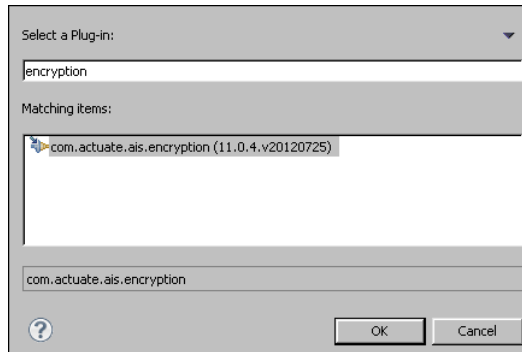 Select a Plug-in:
encryption
Matching items:
com.actuate.ais.encryption (11.0.4.v20120725)
com.actuate.ais.encryption
?
OK
Cancel